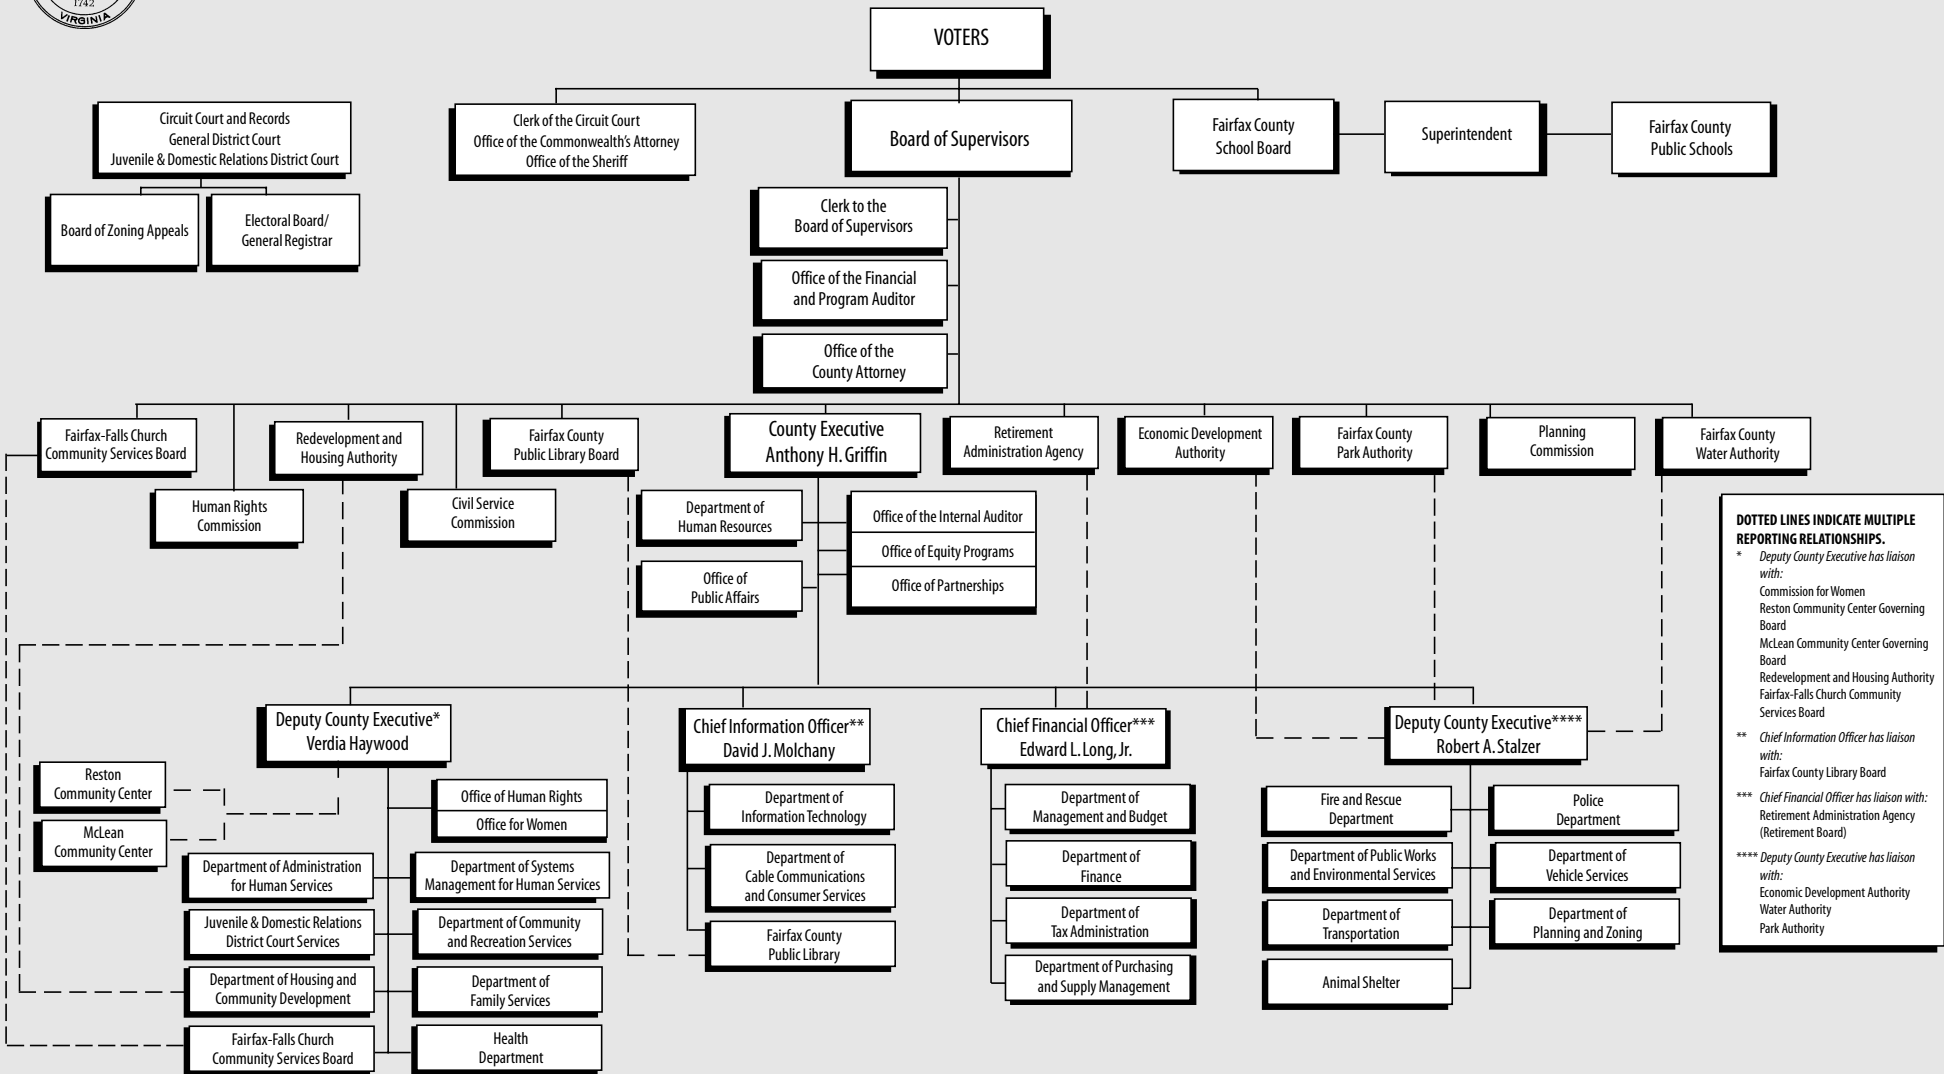 1742
VIRGINIA
VOTERS
Circuit Court and Records
General District Court
Juvenile & Domestic Relations District Court
Clerk of the Circuit Court
Office of the Commonwealth's Attorney
Office of the Sheriff
Board of Supervisors
Fairfax County
School Board
Superintendent
Fairfax County
Public Schools
Board of Zoning Appeals
Electoral Board/
General Registrar
Clerk to the
Board of Supervisors
Office of the Financial
and Program Auditor
Office of the
County Attorney
Fairfax-Falls Church
Community Services Board
Redevelopment and
Housing Authority
Fairfax County
Public Library Board
County Executive
Anthony H. Griffin
Retirement
Administration Agency
Economic Development
Authority
Fairfax County
Park Authority
Planning
Commission
Fairfax County
Water Authority
Human Rights
Commission
Civil Service
Commission
Department of
Human Resources
Office of the Internal Auditor
Office of Equity Programs
Office of Partnerships
Office of
Public Affairs
DOTTED LINES INDICATE MULTIPLE
REPORTING RELATIONSHIPS.
* Deputy County Executive has liaison
with:
Commission for Women
Reston Community Center Governing
Board
McLean Community Center Governing
Board
Redevelopment and Housing Authority
Fairfax-Falls Church Community
Services Board
** Chief Information Officer has liaison
with:
Fairfax County Library Board
*** Chief Financial Officer has liaison with:
Retirement Administration Agency
(Retirement Board)
**** Deputy County Executive has liaison
with:
Economic Development Authority
Water Authority
Park Authority
Deputy County Executive*
Verdia Haywood
Chief Information Officer**
David J. Molchany
Chief Financial Officer***
Edward L. Long, Jr.
Deputy County Executive****
Robert A. Stalzer
Reston
Community Center
McLean
Community Center
Office of Human Rights
Office for Women
Department of Administration
for Human Services
Department of Systems
Management for Human Services
Juvenile & Domestic Relations
District Court Services
Department of Community
and Recreation Services
Department of Housing and
Community Development
Department of
Family Services
Fairfax-Falls Church
Community Services Board
Health
Department
Department of
Information Technology
Department of
Cable Communications
and Consumer Services
Fairfax County
Public Library
Department of
Management and Budget
Department of
Finance
Department of
Tax Administration
Department of Purchasing
and Supply Management
Fire and Rescue
Department
Police
Department
Department of Public Works
and Environmental Services
Department of
Vehicle Services
Department of
Transportation
Department of
Planning and Zoning
Animal Shelter